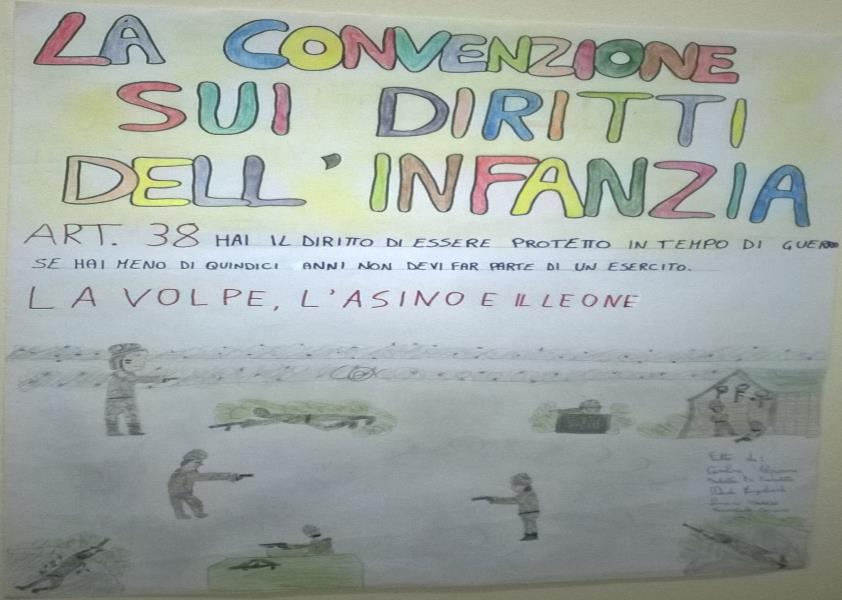 LA CONVENZIONE
SUI DIRITTI
DELL'INFANZIA
ART. 38 HAI IL DIRITTO DI ESSERE PROTETTO IN TEMPO DI GUERRA
SE HAI MENO DI QUINDICI ANNI NON DEVI FAR PARTE DI UN ESERCITO.
LA VOLPE, L'ASINO E IL LEONE